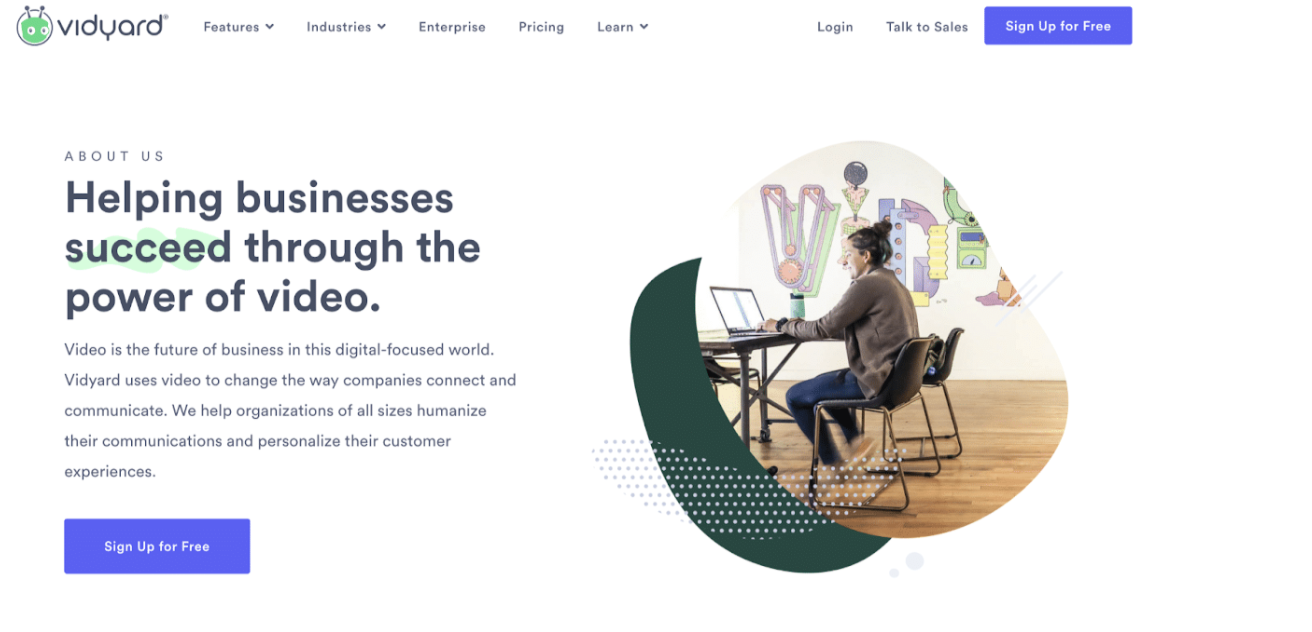 vidyard®
Features
Industries
Enterprise
Pricing
Learn
Login
Talk to Sales
Sign Up for Free
ABOUT US
Helping businesses
succeed through the
power of video.
Video is the future of business in this digital-focused world.
Vidyard uses video to change the way companies connect and
communicate. We help organizations of all sizes humanize
their communications and personalize their customer
experiences.
Sign Up for Free